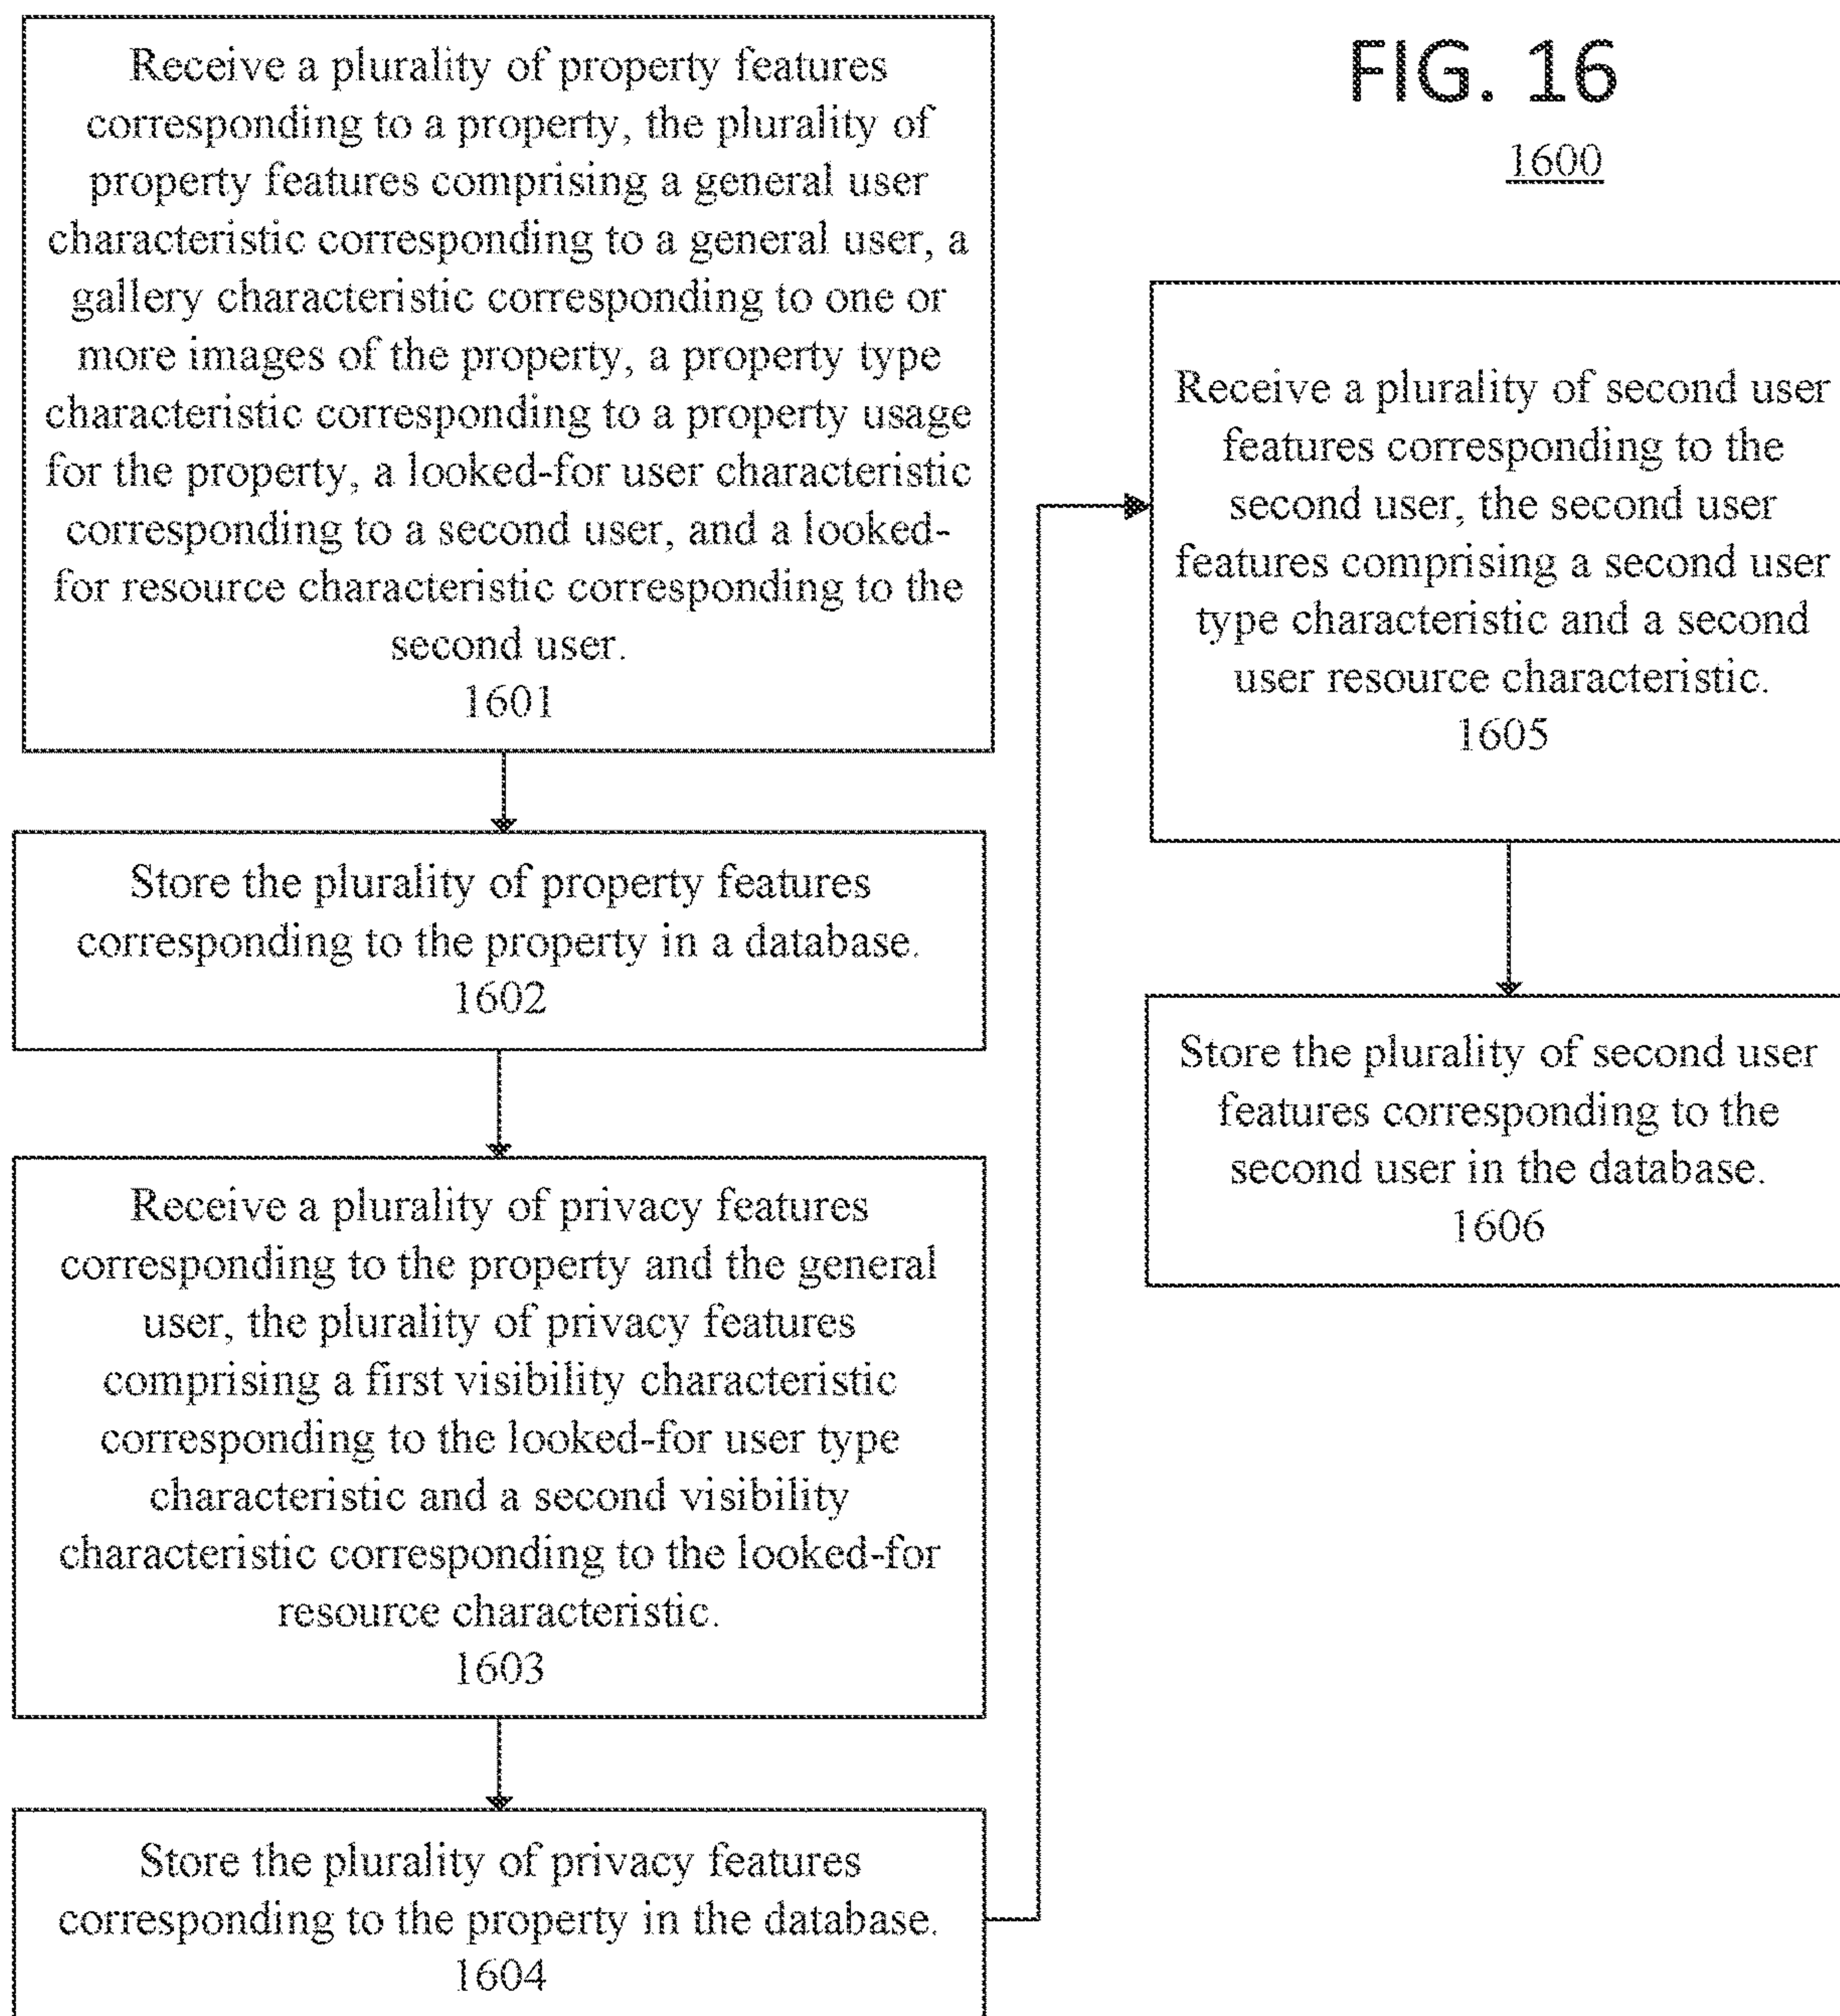 FIG. 16
1600
Receive a plurality of property features
corresponding to a property, the plurality of
property features comprising a general user
characteristic corresponding to a general user, a
gallery characteristic corresponding to one or
more images of the property, a property type
characteristic corresponding to a property usage
for the property, a looked-for user characteristic
corresponding to a second user, and a looked-
for resource characteristic corresponding to the
second user.
1601
Store the plurality of property features
corresponding to the property in a database.
1602
Receive a plurality of privacy features
corresponding to the property and the general
user, the plurality of privacy features
comprising a first visibility characteristic
corresponding to the looked-for user type
characteristic and a second visibility
characteristic corresponding to the looked-for
resource characteristic.
1603
Store the plurality of privacy features
corresponding to the property in the database.
1604
Receive a plurality of second user
features corresponding to the
second user, the second user
features comprising a second user
type characteristic and a second
user resource characteristic.
1605
Store the plurality of second user
features corresponding to the
second user in the database.
1606